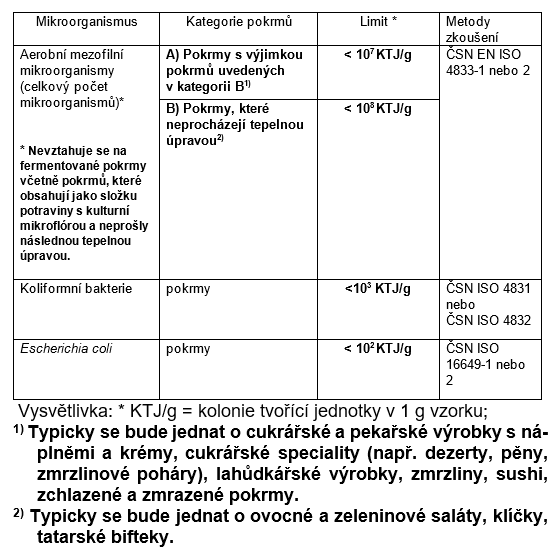 Mikroorganismus Kategorie pokrmů Limit * Metody
zkoušení
Aerobní mezofilní
mikroorganismy
(celkový počet
mikroorganismů)*
* Nevztahuje se na
fermentované pokrmy
včetně pokrmů, které
obsahují jako složku
potraviny s kulturní
mikroflórou a neprošly
následnou tepelnou
úpravou.
A) Pokrmy s výjimkou
pokrmů uvedených
v kategorii B1)
< 10⁷ KTJ/g
ČSN EN ISO
4833-1 nebo 2
B) Pokrmy, které
neprocházejí tepelnou
úpravou2)
< 10⁸ KTJ/g
Koliformní bakterie pokrmy <10³ KTJ/g ČSN ISO 4831
nebo
ČSN ISO 4832
Escherichia coli pokrmy < 10² KTJ/g ČSN ISO
16649-1 nebo
2
Vysvětlivka: * KTJ/g = kolonie tvořící jednotky v 1 g vzorku;
1) Typicky se bude jednat o cukrářské a pekařské výrobky s ná-
plněmi a krémy, cukrářské speciality (např. dezerty, pěny,
zmrzlinové poháry), lahůdkářské výrobky, zmrzliny, sushi,
zchlazené a zmrazené pokrmy.
2) Typicky se bude jednat o ovocné a zeleninové saláty, klíčky,
tatarské bifteky.